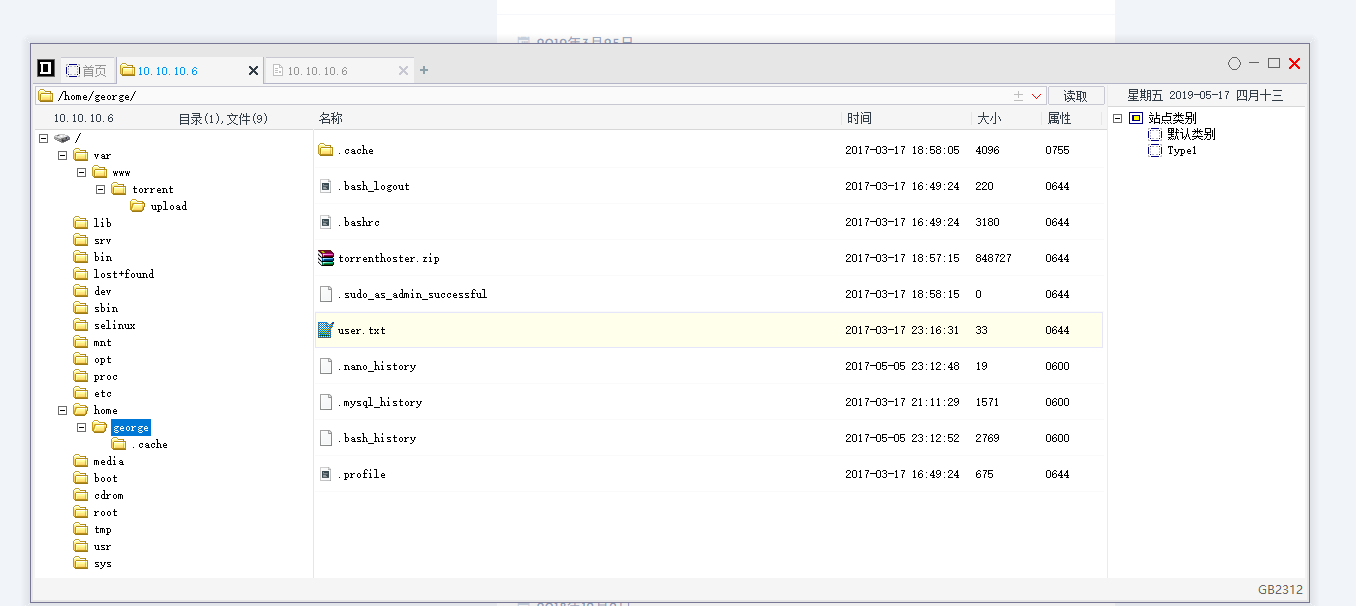 首页 10.10.10.6 10.10.10.6
/home/george/ 读取 星期五 2019-05-17 四月十三
10.10.10.6 目录(1),文件(9) 名称 时间 大小 属性
/
var
www
torrent
upload
lib
srv
bin
lost+found
dev
sbin
selinux
mnt
opt
proc
etc
home
george
.cache
media
boot
cdrom
root
tmp
usr
sys
.cache 2017-03-17 18:58:05 4096 0755
.bash_logout 2017-03-17 16:49:24 220 0644
.bashrc 2017-03-17 16:49:24 3180 0644
torrenthoster.zip 2017-03-17 18:57:15 848727 0644
.sudo_as_admin_successful 2017-03-17 18:58:15 0 0644
user.txt 2017-03-17 23:16:31 33 0644
.nano_history 2017-05-05 23:12:48 19 0600
.mysql_history 2017-03-17 21:11:29 1571 0600
.bash_history 2017-05-05 23:12:52 2769 0600
.profile 2017-03-17 16:49:24 675 0644
站点类别
默认类别
Type1
GB2312